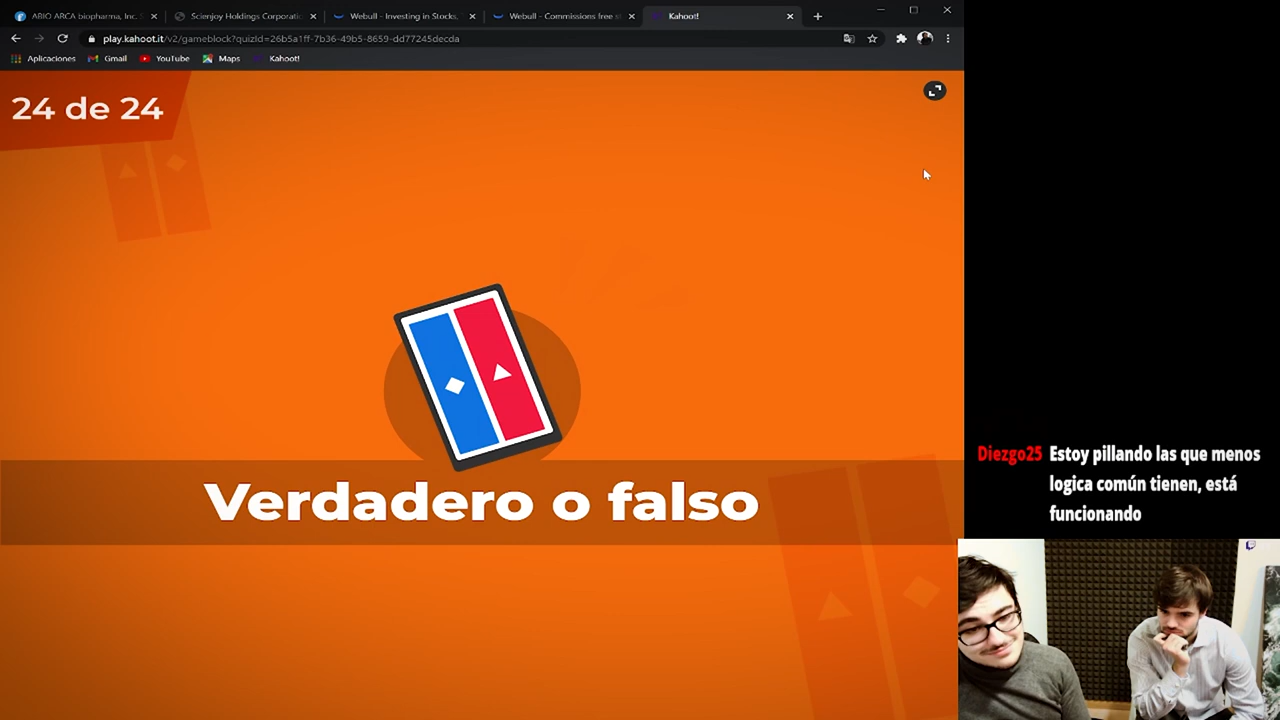 ABIO ARCA biopharma, Inc. S
Scienjoy Holdings Corporatio
Webull - Investing in Stocks,
Webull - Commissions free st
Kahoot!
play.kahoot.it/v2/gameblock?quizId=26b5a1ff-7b36-49b5-8659-dd77245decda
Aplicaciones
Gmail
YouTube
Maps
Kahoot!
24 de 24
Verdadero o falso
Diezgo25 Estoy pillando las que menos
logica común tienen, está
funcionando